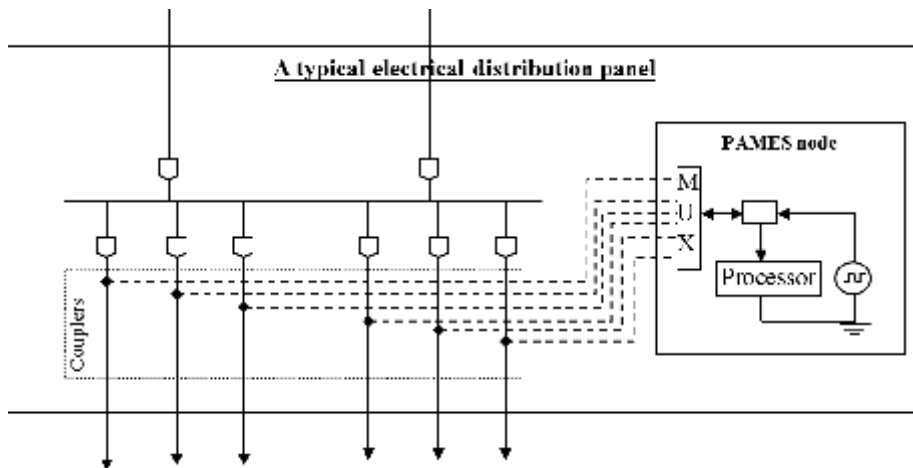 A typical electrical distribution panel
PAMES node
M
U
X
Processor
Couplers